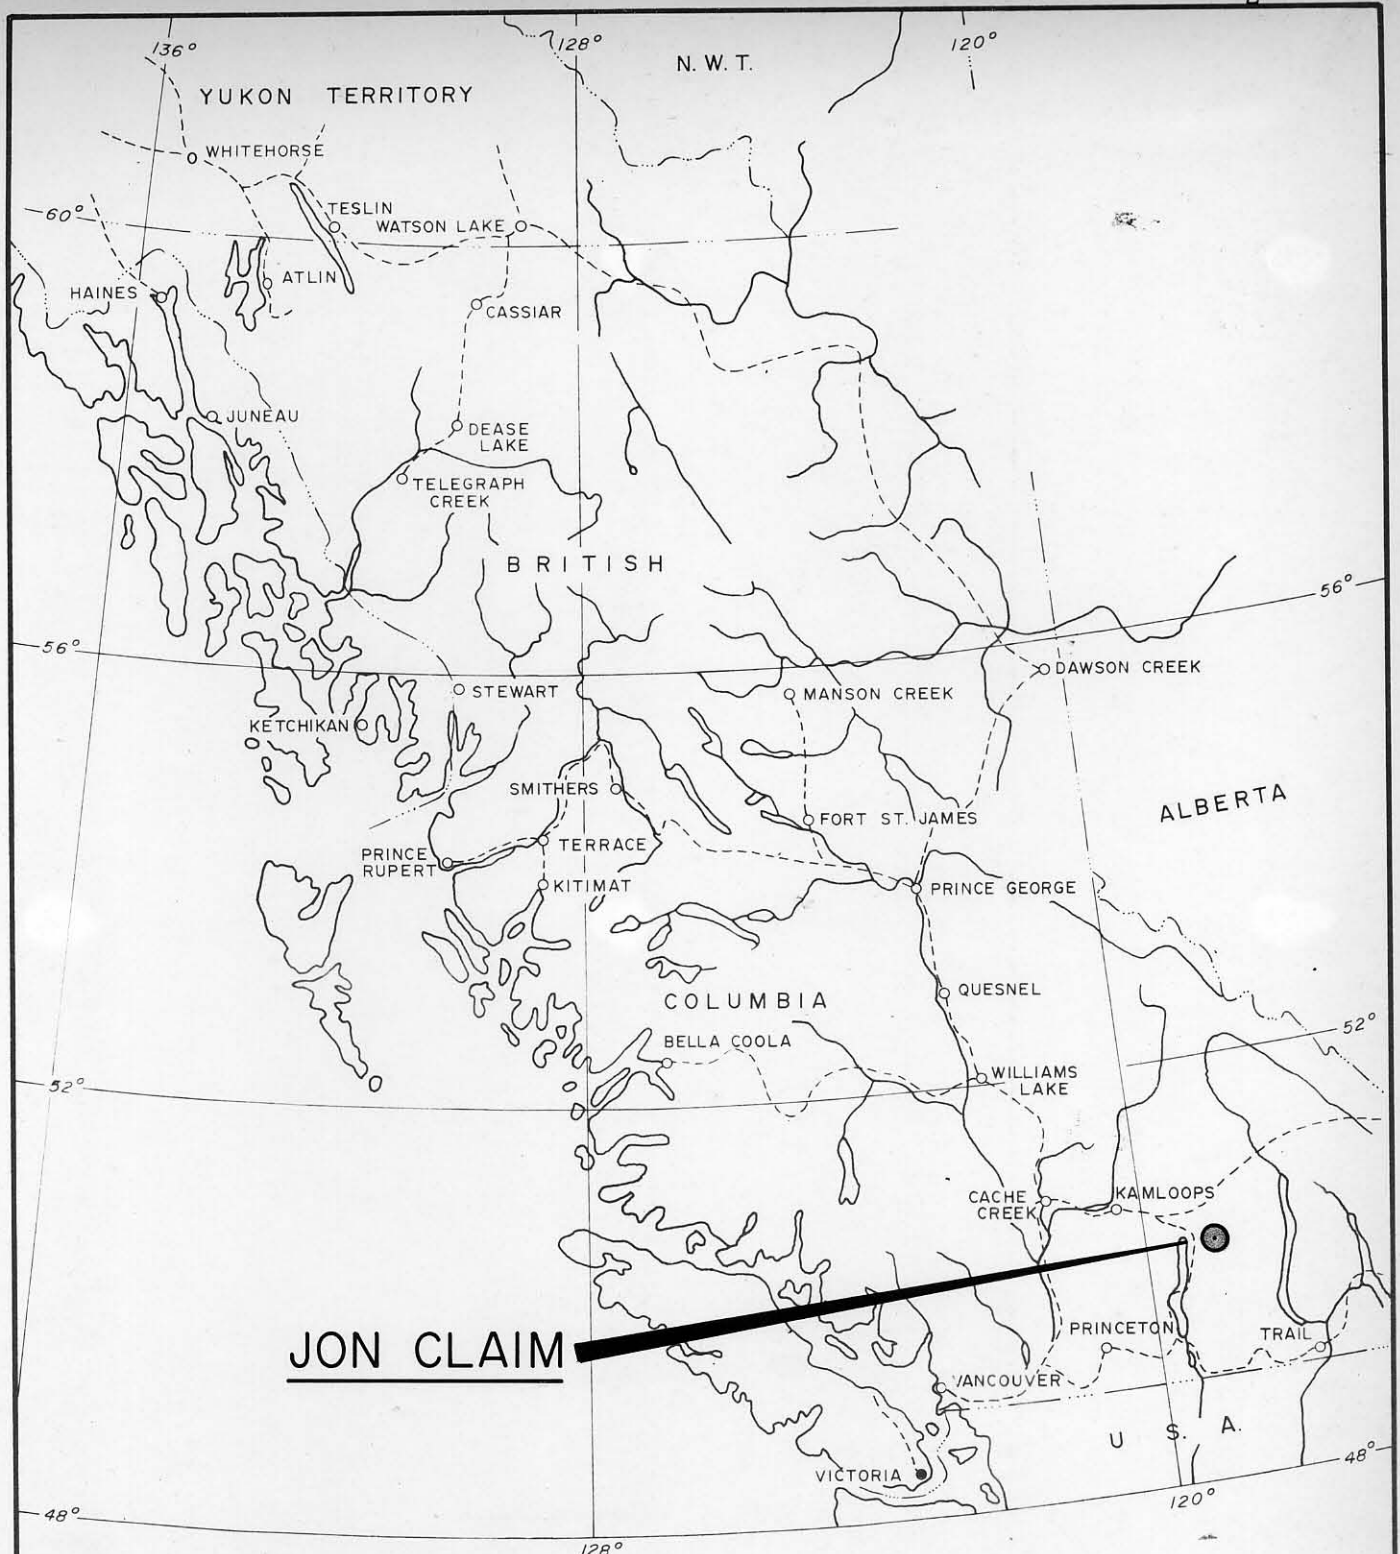 136°
128°
120°
N. W. T.
YUKON TERRITORY
WHITEHORSE
60°
TESLIN
WATSON LAKE
ATLIN
HAINES
CASSIAR
JUNEAU
DEASE
LAKE
TELEGRAPH
CREEK
BRITISH
56°
56°
DAWSON CREEK
STEWART
MANSON CREEK
KETCHIKAN
SMITHERS
ALBERTA
FORT ST. JAMES
TERRACE
PRINCE
RUPERT
KITIMAT
PRINCE GEORGE
QUESNEL
COLUMBIA
52°
BELLA COOLA
WILLIAMS
LAKE
52°
CACHE
CREEK
KAMLOOPS
JON CLAIM
PRINCETON
TRAIL
VANCOUVER
U. S. A.
VICTORIA
48°
120°
48°
128°